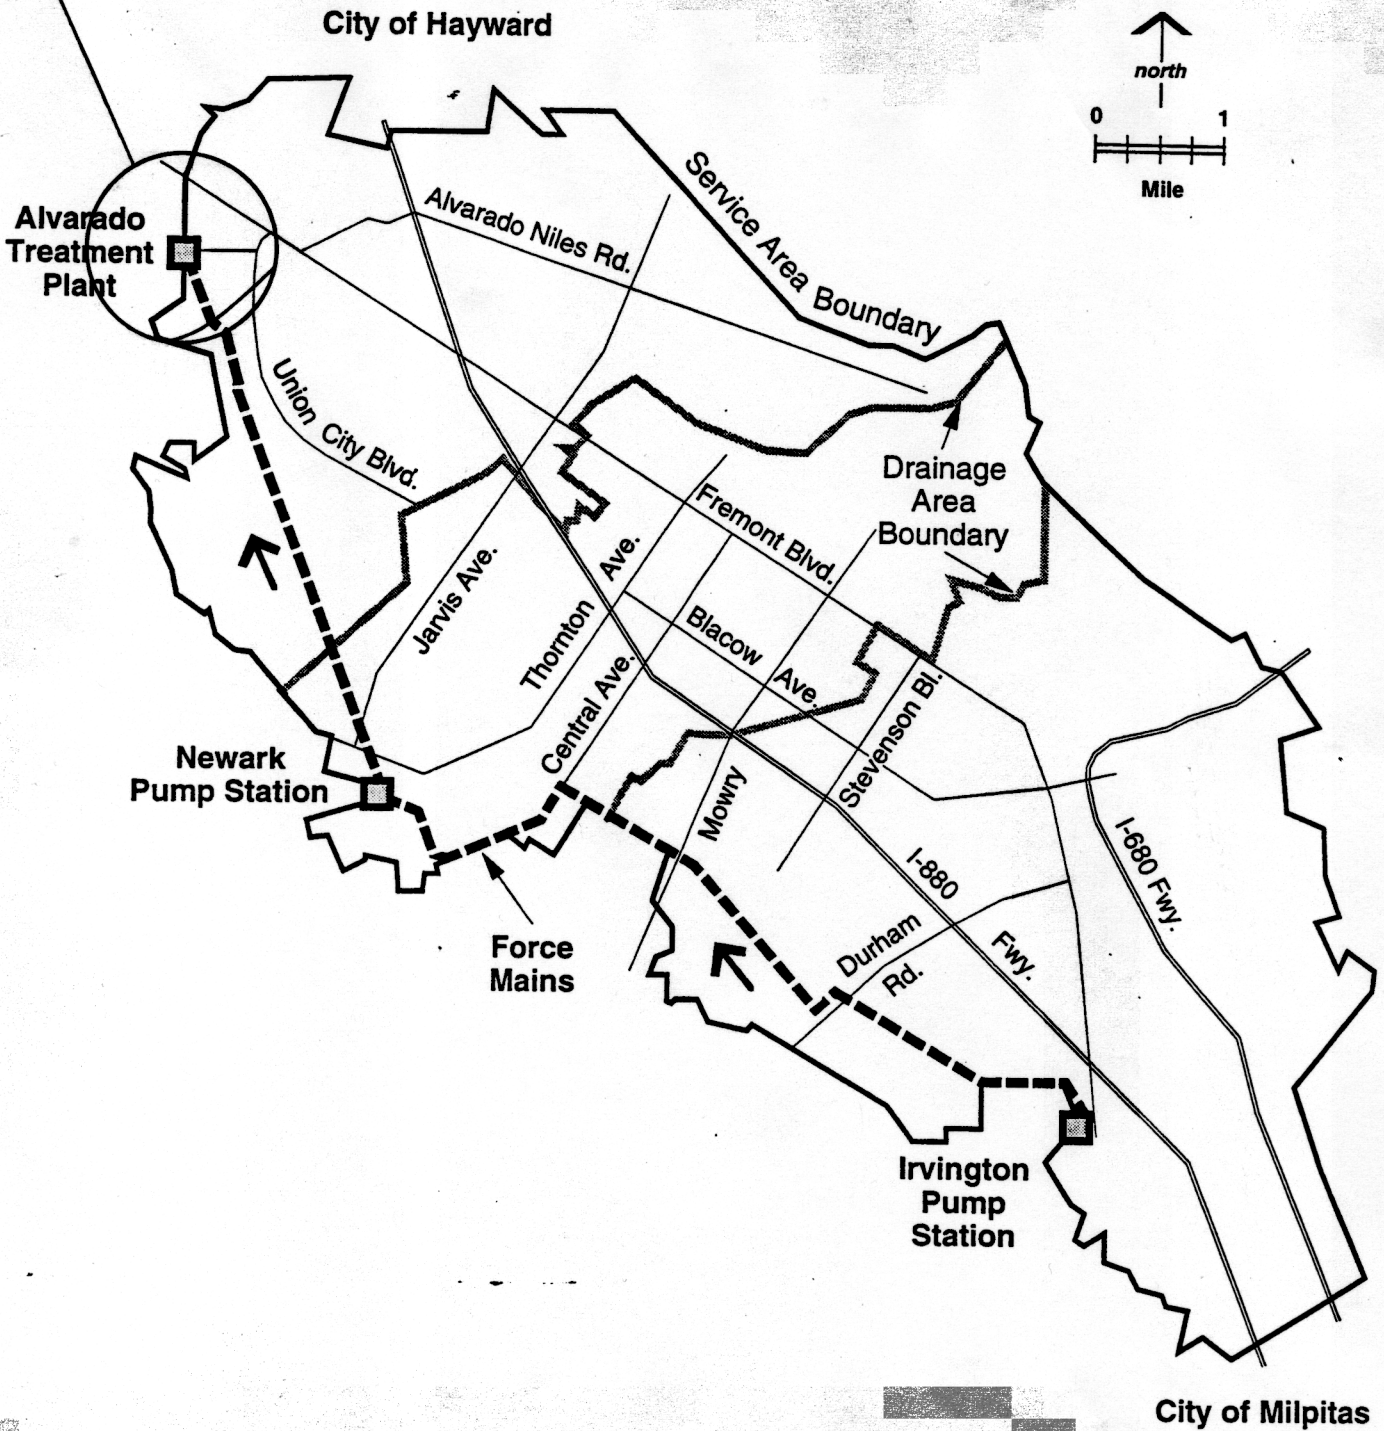 City of Hayward
north
0 1
Mile
Service Area Boundary
Alvarado Niles Rd.
Alvarado
Treatment
Plant
Union City Blvd.
Drainage
Area
Boundary
Fremont Blvd.
Jarvis Ave.
Thornton Ave.
Blacow Ave.
Central Ave.
Stevenson Bl.
Newark
Pump Station
Mowry
I-880 Fwy.
I-680 Fwy.
Force
Mains
Durham
Rd.
Irvington
Pump
Station
City of Milpitas